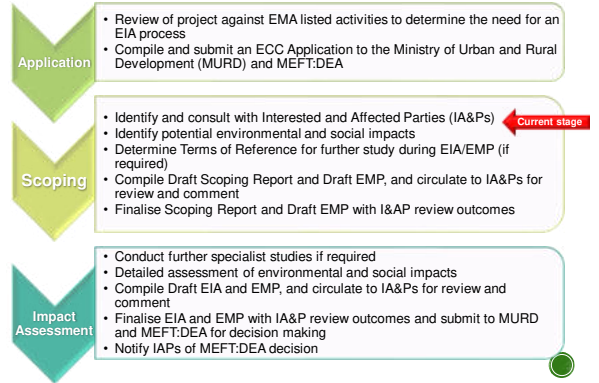 Application
• Review of project against EMA listed activities to determine the need for an
EIA process
• Compile and submit an ECC Application to the Ministry of Urban and Rural
Development (MURD) and MEFT:DEA
Scoping
• Identify and consult with Interested and Affected Parties (IA&Ps)
Current stage
• Identify potential environmental and social impacts
• Determine Terms of Reference for further study during EIA/EMP (if
required)
• Compile Draft Scoping Report and Draft EMP, and circulate to IA&Ps for
review and comment
• Finalise Scoping Report and Draft EMP with I&AP review outcomes
Impact
Assessment
• Conduct further specialist studies if required
• Detailed assessment of environmental and social impacts
• Compile Draft EIA and EMP, and circulate to IA&Ps for review and
comment
• Finalise EIA and EMP with IA&P review outcomes and submit to MURD
and MEFT:DEA for decision making
• Notify IAPs of MEFT:DEA decision